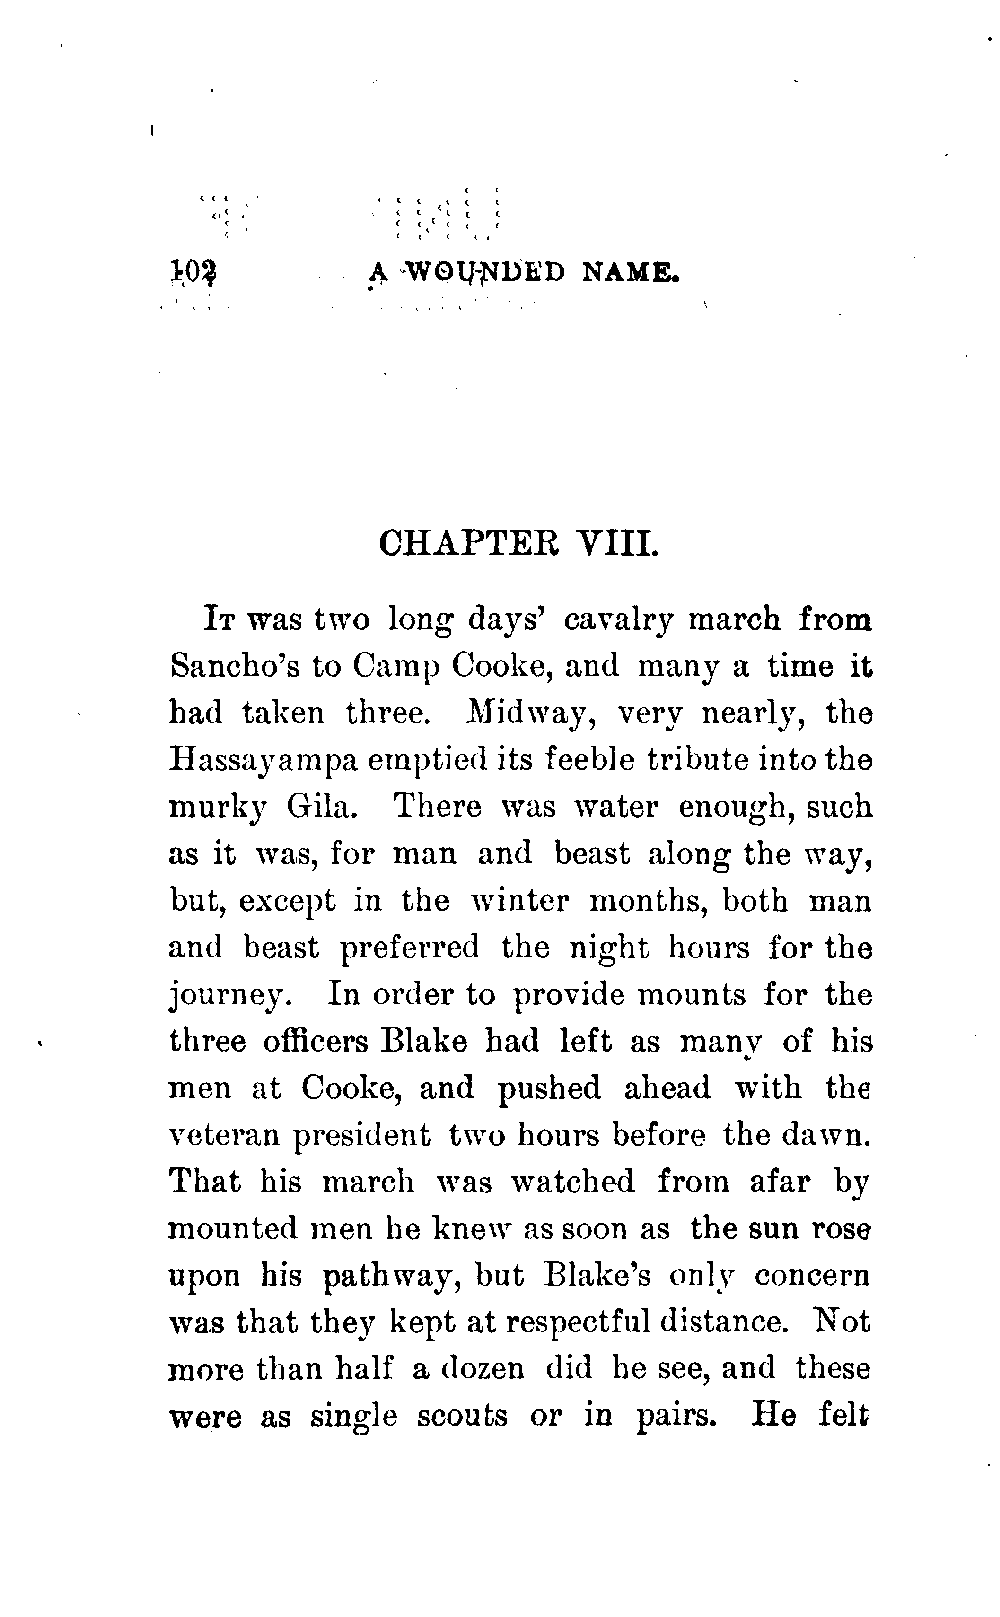 102 A WOUNDED NAME.
CHAPTER VIII.
IT was two long days' cavalry march from
Sancho's to Camp Cooke, and many a time it
had taken three. Midway, very nearly, the
Hassayampa emptied its feeble tribute into the
murky Gila. There was water enough, such
as it was, for man and beast along the way,
but, except in the winter months, both man
and beast preferred the night hours for the
journey. In order to provide mounts for the
three officers Blake had left as many of his
men at Cooke, and pushed ahead with the
veteran president two hours before the dawn.
That his march was watched from afar by
mounted men he knew as soon as the sun rose
upon his pathway, but Blake's only concern
was that they kept at respectful distance. Not
more than half a dozen did he see, and these
were as single scouts or in pairs. He felt